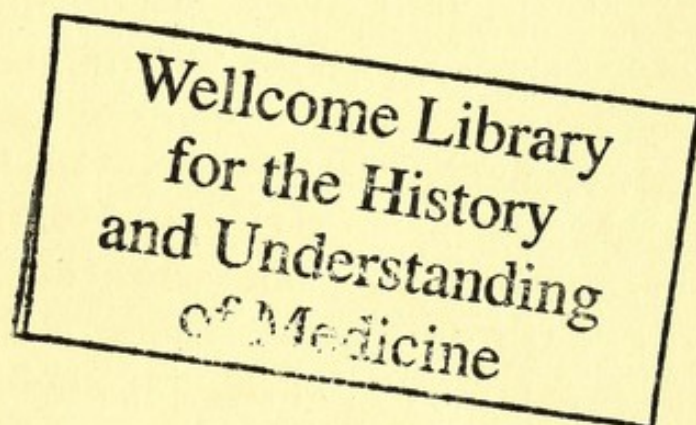 Wellcome Library
for the History
and Understanding
of Medicine